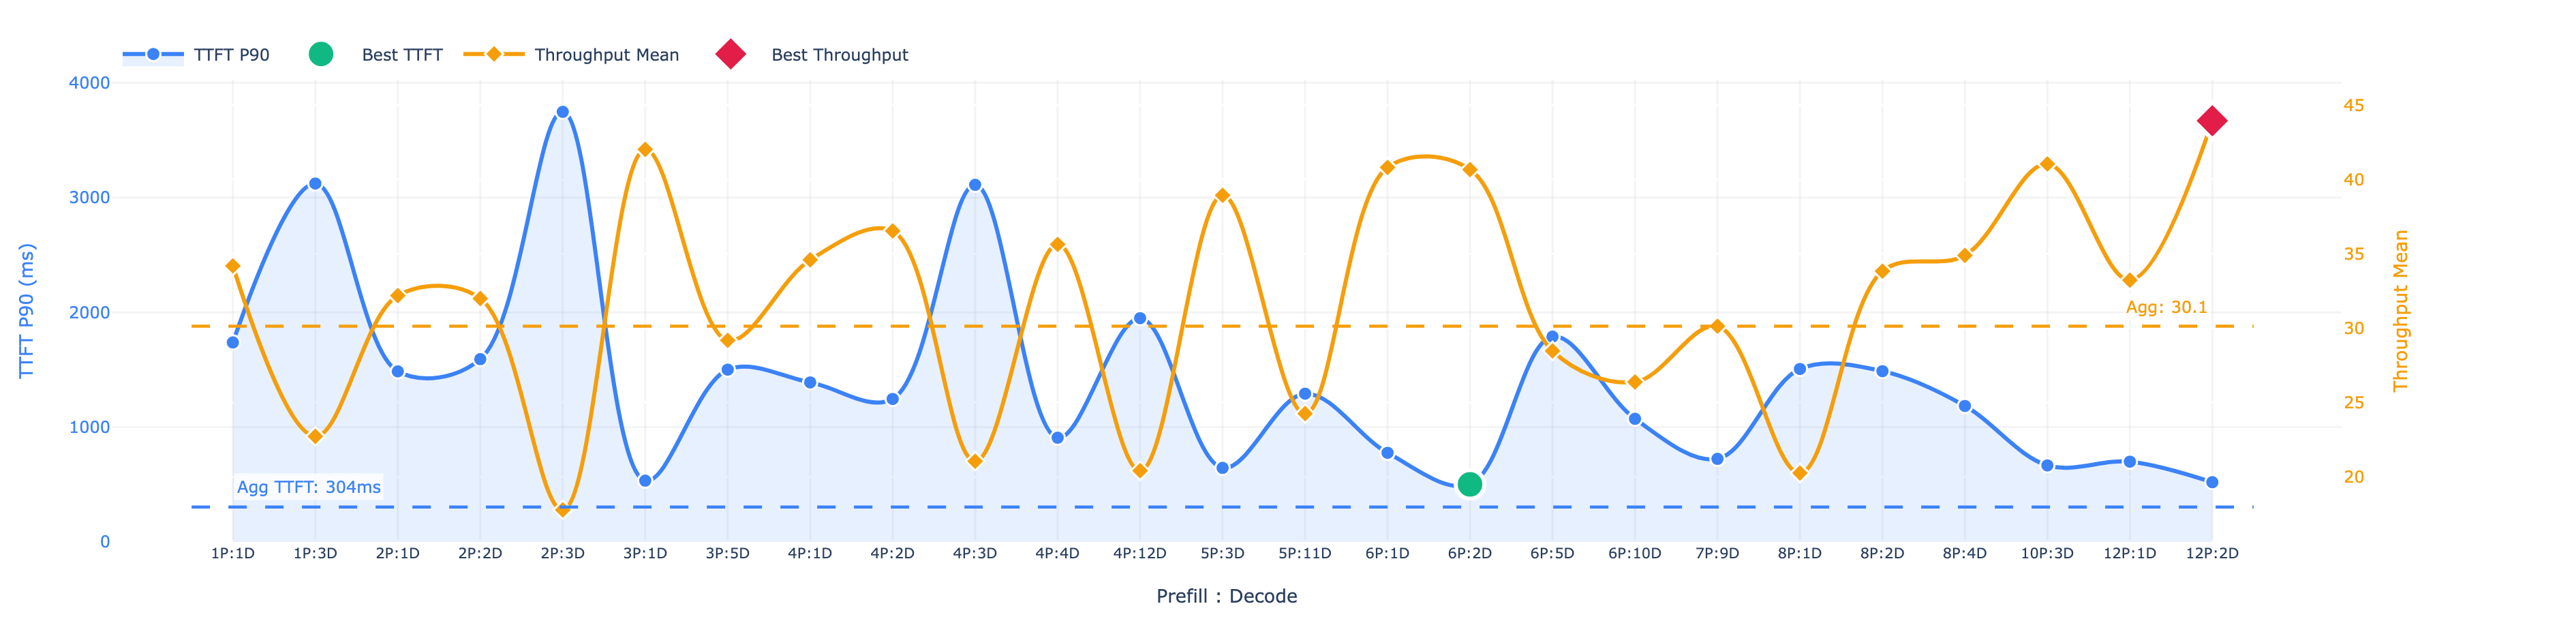 TTFT P90 Best TTFT Throughput Mean Best Throughput
4000
3000
2000
1000
0
TTFT P90 (ms)
45
40
35
30
25
20
Throughput Mean
Agg: 30.1
Agg TTFT: 304ms
1P:1D 1P:3D 2P:1D 2P:2D 2P:3D 3P:1D 3P:5D 4P:1D 4P:2D 4P:3D 4P:4D 4P:12D 5P:3D 5P:11D 6P:1D 6P:2D 6P:5D 6P:10D 7P:9D 8P:1D 8P:2D 8P:4D 10P:3D 12P:1D 12P:2D
Prefill : Decode